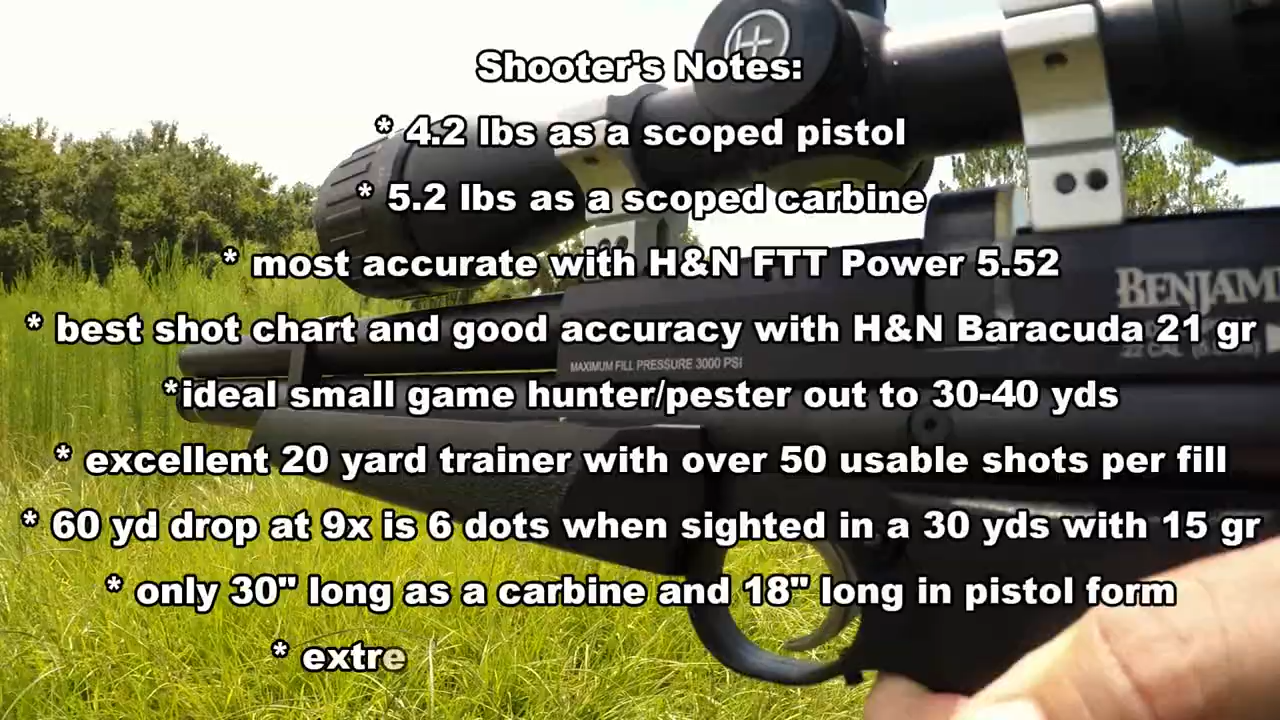 Shooter's Notes:
* 4.2 lbs as a scoped pistol
* 5.2 lbs as a scoped carbine
* most accurate with H&N FTT Power 5.52
BENJAM
* best shot chart and good accuracy with H&N Baracuda 21 gr
MAXIMUM FILL PRESSURE 3000 PSI
*ideal small game hunter/pester out to 30-40 yds
* excellent 20 yard trainer with over 50 usable shots per fill
* 60 yd drop at 9x is 6 dots when sighted in a 30 yds with 15 gr
* only 30" long as a carbine and 18" long in pistol form
* extre